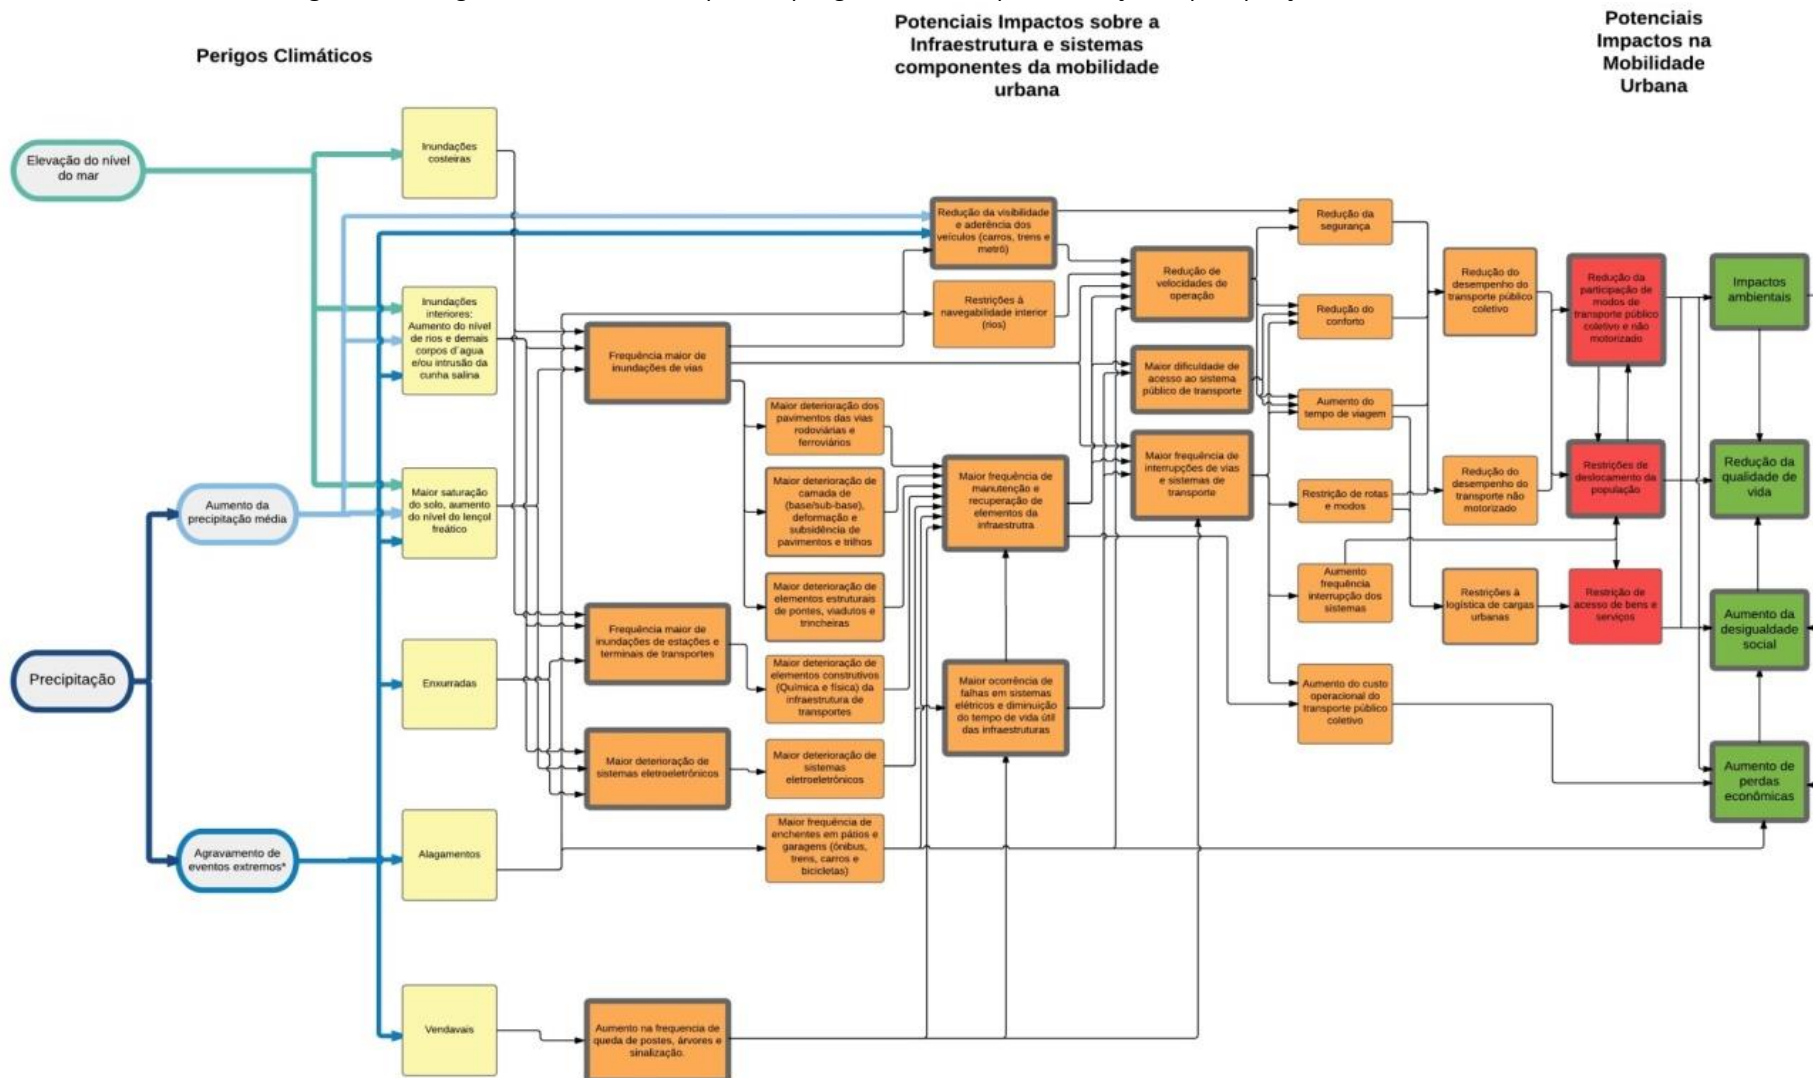 Potenciais Impactos sobre a
Infraestrutura e sistemas
componentes da mobilidade
urbana
Potenciais
Impactos na
Mobilidade
Urbana
Perigos Climáticos
Elevação do nível
do mar
Precipitação
Aumento da
precipitação média
Agravamento de
eventos extremos*
Inundações
costeiras
Inundações
interiores:
Aumento do nível
de rios e demais
corpos d´agua
e/ou intrusão da
cunha salina
Maior saturação
do solo, aumento
do nível do lençol
freático
Enxurradas
Alagamentos
Vendavais
Frequência maior de
inundações de vias
Frequência maior de
inundações de estações e
terminais de transportes
Maior deterioração de
sistemas eletroeletrônicos
Aumento na frequencia de
queda de postes, árvores e
sinalização.
Maior deterioração dos
pavimentos das vias
rodoviárias e
ferroviários
Maior deterioração de
camada de
(base/sub-base),
deformação e
subsidência de
pavimentos e trilhos
Maior deterioração de
elementos estruturais
de pontes, viadutos e
trincheiras
Maior deterioração de
elementos construtivos
(Química e física) da
infraestrutura de
transportes
Maior deterioração de
sistemas
eletroeletrônicos
Maior frequência de
enchentes em pátios e
garagens (ônibus,
trens, carros e
bicicletas)
Redução da visibilidade
e aderência dos
veículos (carros, trens e
metrô)
Restrições à
navegabilidade interior
(rios)
Maior frequência de
manutenção e
recuperação de
elementos da
infraestrutra
Maior ocorrência de
falhas em sistemas
elétricos e diminuição
do tempo de vida útil
das infraestruturas
Redução de
velocidades de
operação
Maior dificuldade de
acesso ao sistema
público de transporte
Maior frequência de
interrupções de vias
e sistemas de
transporte
Redução da
segurança
Redução do
conforto
Aumento do
tempo de viagem
Restrição de rotas
e modos
Aumento
frequência
interrupção dos
sistemas
Aumento do custo
operacional do
transporte público
coletivo
Redução do
desempenho do
transporte público
coletivo
Redução do
desempenho do
transporte não
motorizado
Restrições à
logística de cargas
urbanas
Redução da
participação de
modos de
transporte público
coletivo e não
motorizado
Restrições de
deslocamento da
população
Restrição de
acesso de bens e
serviços
Impactos
ambientais
Redução da
qualidade de
vida
Aumento da
desigualdade
social
Aumento de
perdas
econômicas